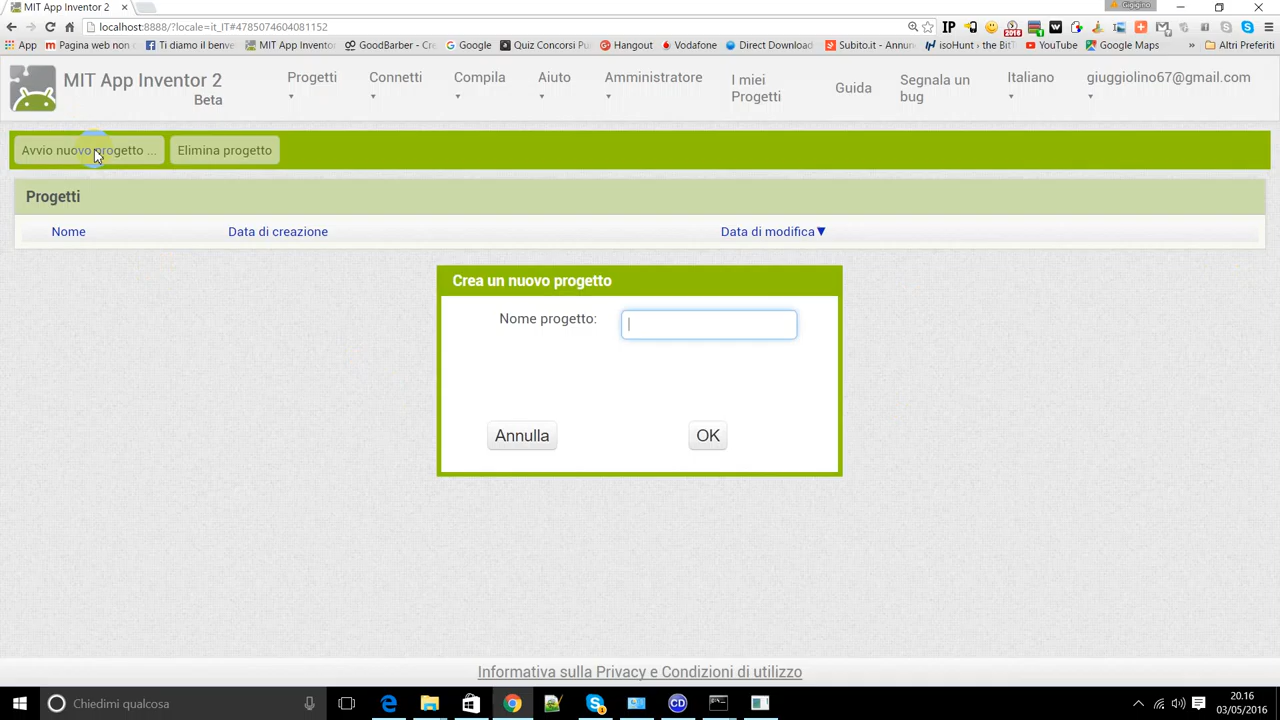 MIT App Inventor 2
Gigigino
localhost:8888/?locale=it_IT#4785074604081152
App
Pagina web non s
Ti diamo il benve
MIT App Inventor
GoodBarber - Cre
Google
Quiz Concorsi Pu
Hangout
Vodafone
Direct Download
Subito.it - Annun
isoHunt - the BitT
YouTube
Google Maps
»
Altri Preferiti
IP
MIT App Inventor 2
Beta
Progetti
Connetti
Compila
Aiuto
Amministratore
I miei
Progetti
Guida
Segnala un
bug
Italiano
giuggiolino67@gmail.com
Avvio nuovo progetto ...
Elimina progetto
Progetti
Nome
Data di creazione
Data di modifica▼
Crea un nuovo progetto
Nome progetto:
Annulla
OK
Informativa sulla Privacy e Condizioni di utilizzo
Chiedimi qualcosa
20.16
03/05/2016